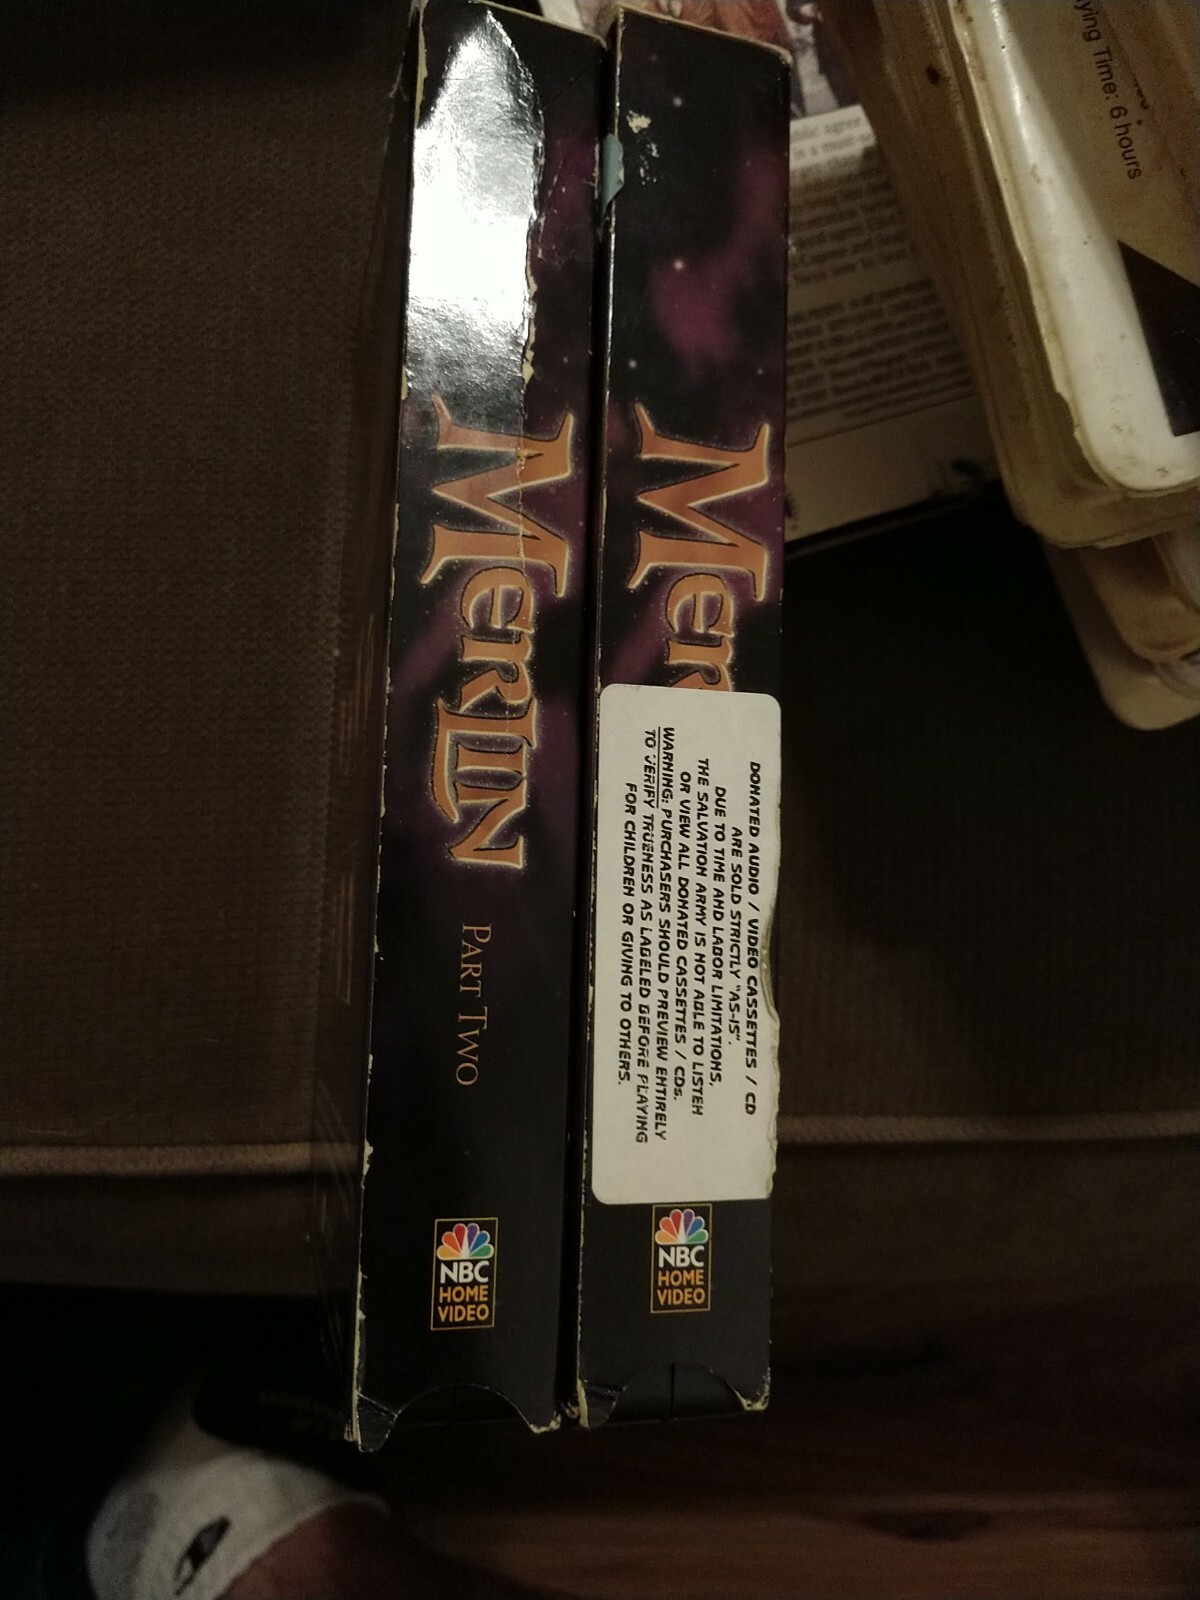 MERLIN
PART TWO
NBC
HOME
VIDEO
MER
DONATED AUDIO / VIDEO CASSETTES / CD
ARE SOLD STRICTLY "AS-IS".
DUE TO TIME AND LABOR LIMITATIONS,
THE SALVATION ARMY IS NOT ABLE TO LISTEN
OR VIEW ALL DONATED CASSETTES / CDs.
WARNING: PURCHASERS SHOULD PREVIEW ENTIRELY
TO VERIFY TRUENESS AS LABELED BEFORE PLAYING
FOR CHILDREN OR GIVING TO OTHERS.
NBC
HOME
VIDEO
ying Time: 6 hours